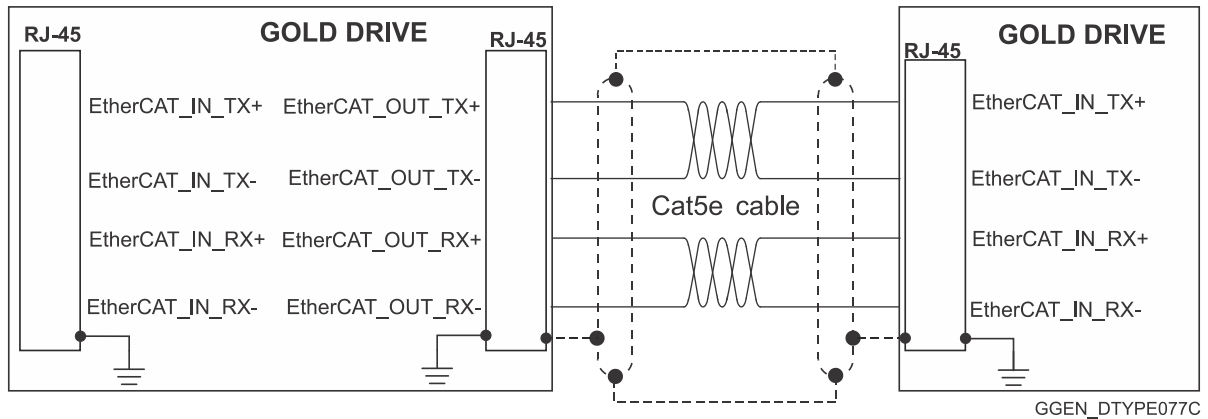 RJ-45
GOLD DRIVE
RJ-45
EtherCAT_IN_TX+
EtherCAT_OUT_TX+
EtherCAT_IN_TX-
EtherCAT_OUT_TX-
EtherCAT_IN_RX+
EtherCAT_OUT_RX+
EtherCAT_IN_RX-
EtherCAT_OUT_RX-
Cat5e cable
GOLD DRIVE
RJ-45
EtherCAT_IN_TX+
EtherCAT_IN_TX-
EtherCAT_IN_RX+
EtherCAT_IN_RX-
GGEN_DTYPE077C